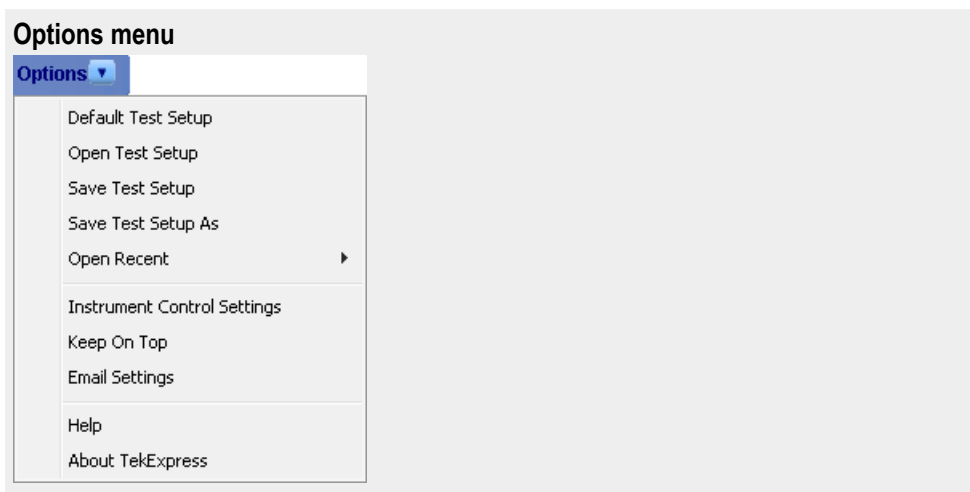 Options menu
Options
Default Test Setup
Open Test Setup
Save Test Setup
Save Test Setup As
Open Recent
Instrument Control Settings
Keep On Top
Email Settings
Help
About TekExpress